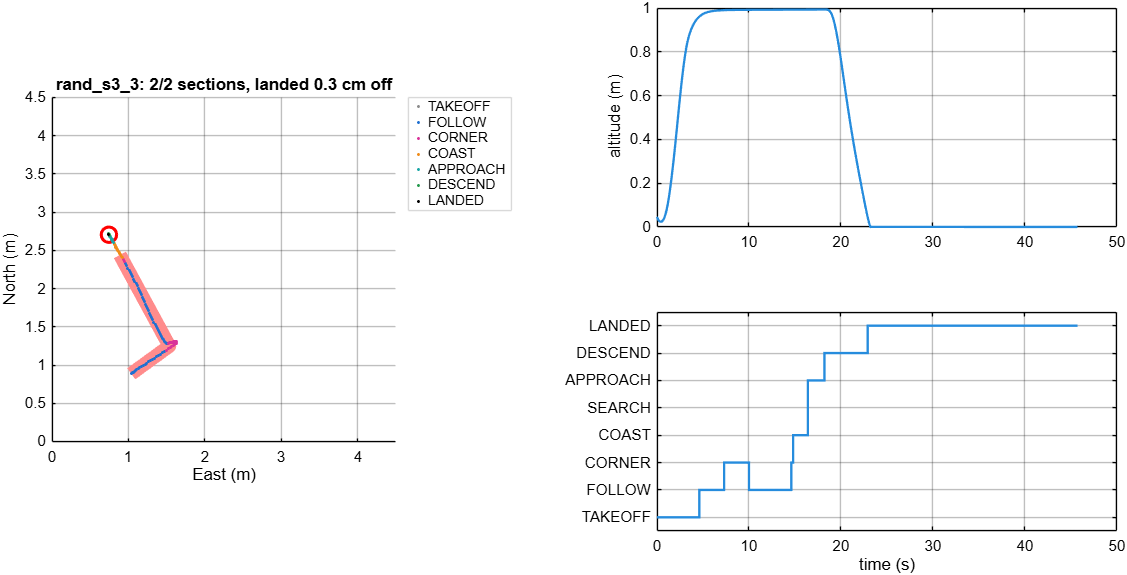 rand_s3_3: 2/2 sections, landed 0.3 cm off
4.5
4
3.5
3
2.5
2
1.5
1
0.5
0
0 1 2 3 4
North (m)
East (m)
TAKEOFF
FOLLOW
CORNER
COAST
APPROACH
DESCEND
LANDED
1
0.8
0.6
0.4
0.2
0
0 10 20 30 40 50
altitude (m)
LANDED
DESCEND
APPROACH
SEARCH
COAST
CORNER
FOLLOW
TAKEOFF
0 10 20 30 40 50
time (s)